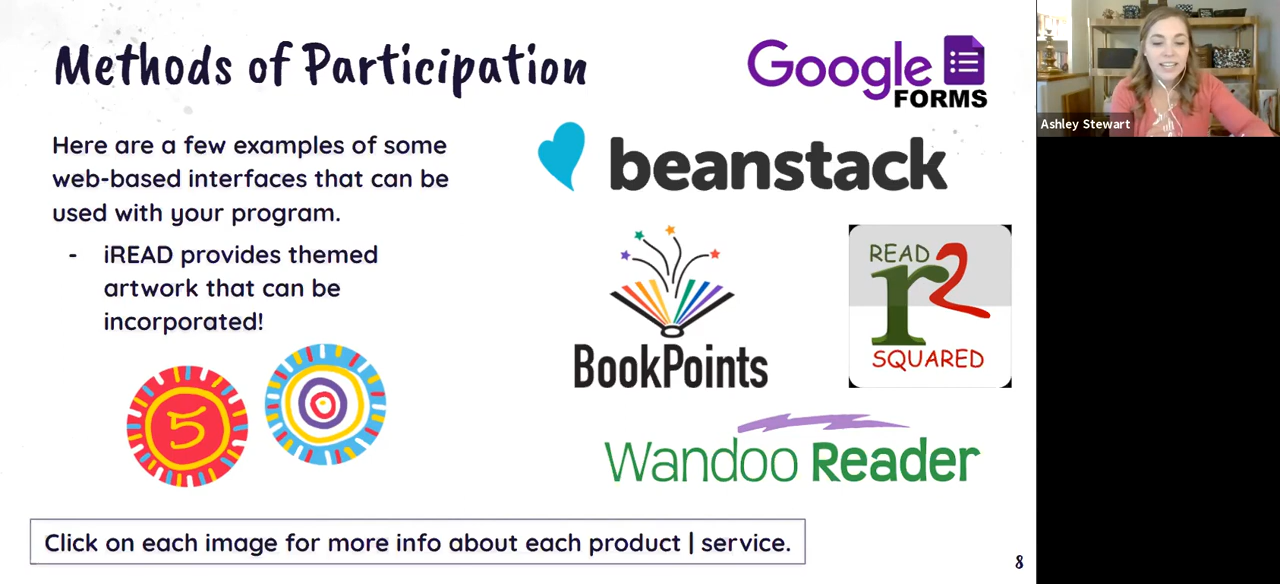 Methods of Participation
Google
FORMS
Ashley Stewart
Here are a few examples of some
web-based interfaces that can be
used with your program.
- iREAD provides themed
artwork that can be
incorporated!
5
beanstack
BookPoints
READ
r2
SQUARED
Wandoo Reader
Click on each image for more info about each product | service.
8